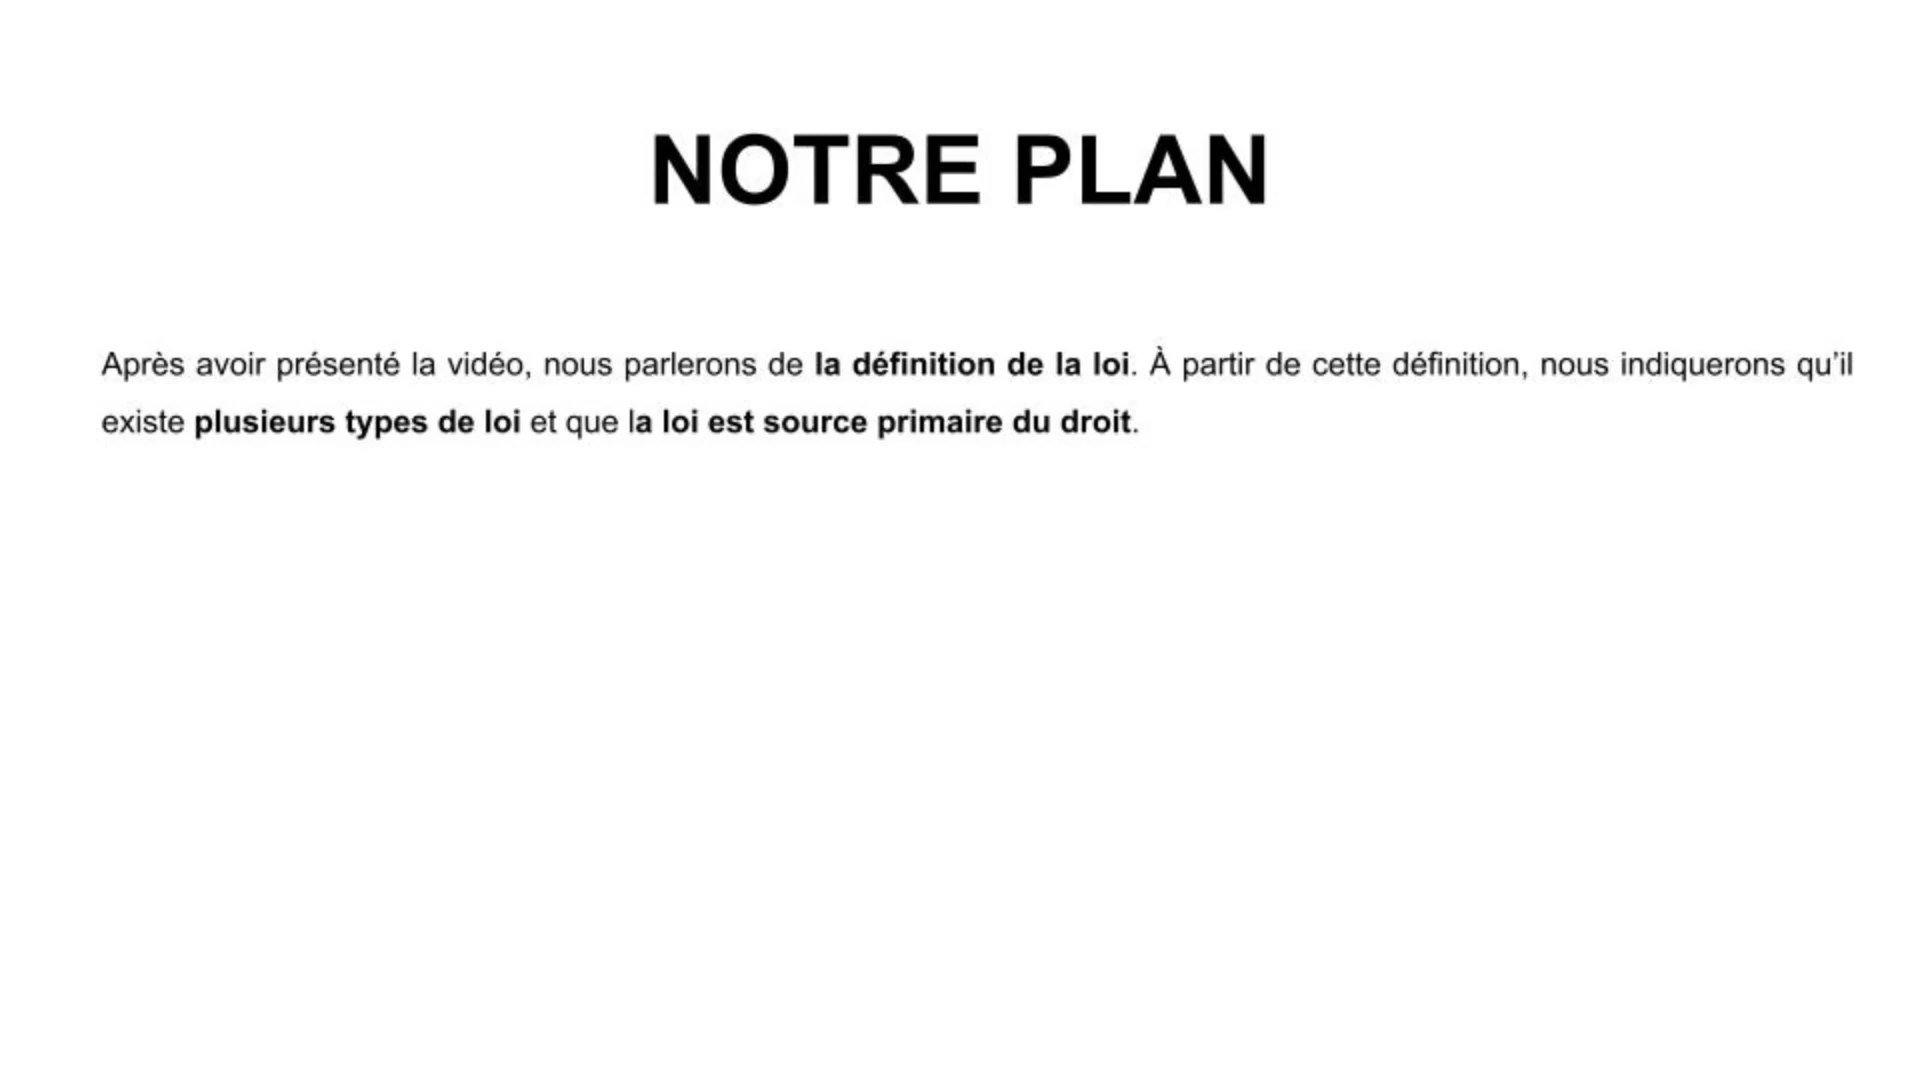 NOTRE PLAN
Après avoir présenté la vidéo, nous parlerons de la définition de la loi. À partir de cette définition, nous indiquerons qu’il
existe plusieurs types de loi et que la loi est source primaire du droit.